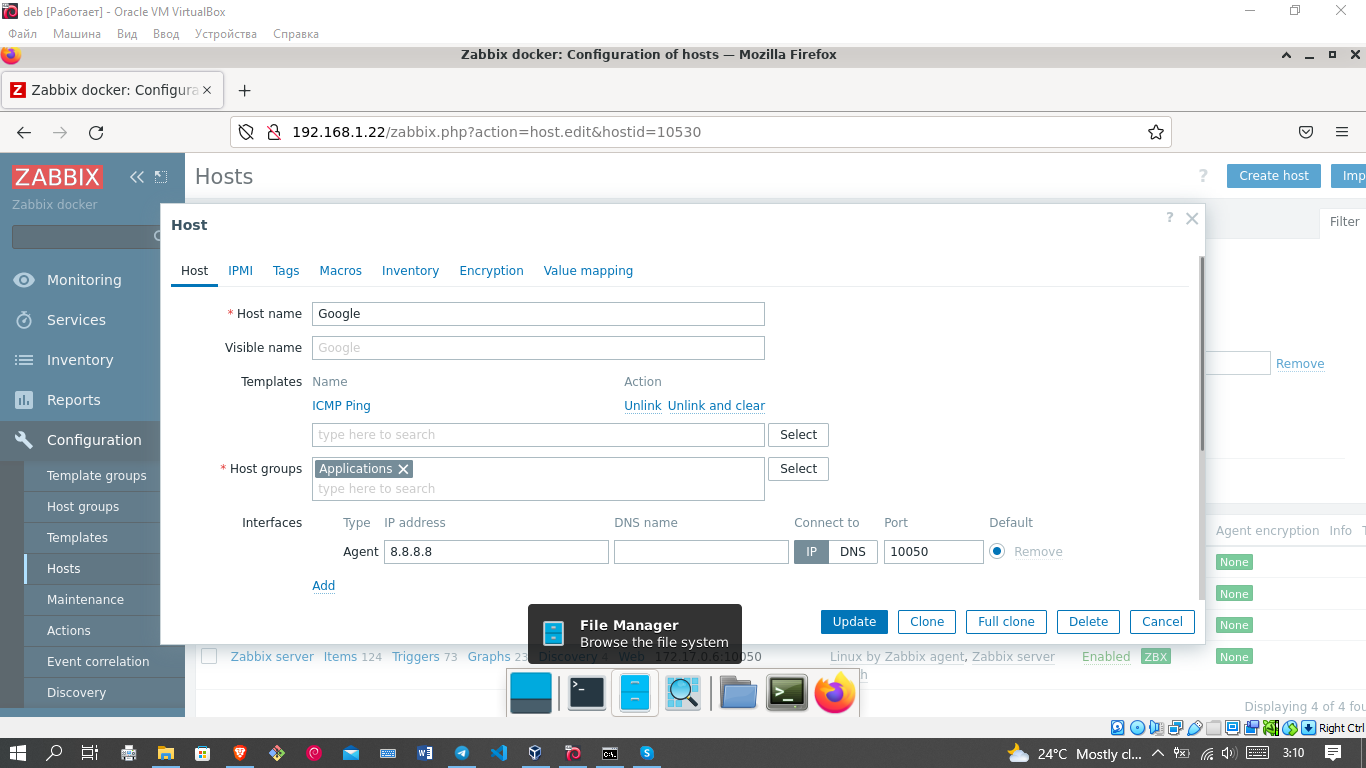 deb [Работает] - Oracle VM VirtualBox
Файл Машина Вид Ввод Устройства Справка
Zabbix docker: Configuration of hosts — Mozilla Firefox
Z Zabbix docker: Configura
192.168.1.22/zabbix.php?action=host.edit&hostid=10530
ZABBIX
Zabbix docker
Hosts
? Create host Imp
Filter
Monitoring
Services
Inventory
Reports
Configuration
Template groups
Host groups
Templates
Hosts
Maintenance
Actions
Event correlation
Discovery
Host
?
Host IPMI Tags Macros Inventory Encryption Value mapping
* Host name Google
Visible name Google
Templates Name Action
ICMP Ping Unlink Unlink and clear
type here to search Select
* Host groups Applications Select
type here to search
Interfaces Type IP address DNS name Connect to Port Default
Agent 8.8.8.8 IP DNS 10050 Remove
Add
Update Clone Full clone Delete Cancel
Remove
Agent encryption Info T
None
None
None
File Manager
Browse the file system
Zabbix server Items 124 Triggers 73 Graphs 23 Discovery 4 Web 172.17.0.6:10050 Linux by Zabbix agent, Zabbix server Enabled ZBX None
h
Displaying 4 of 4 fou
Right Ctrl
24°C Mostly cl... 3:10